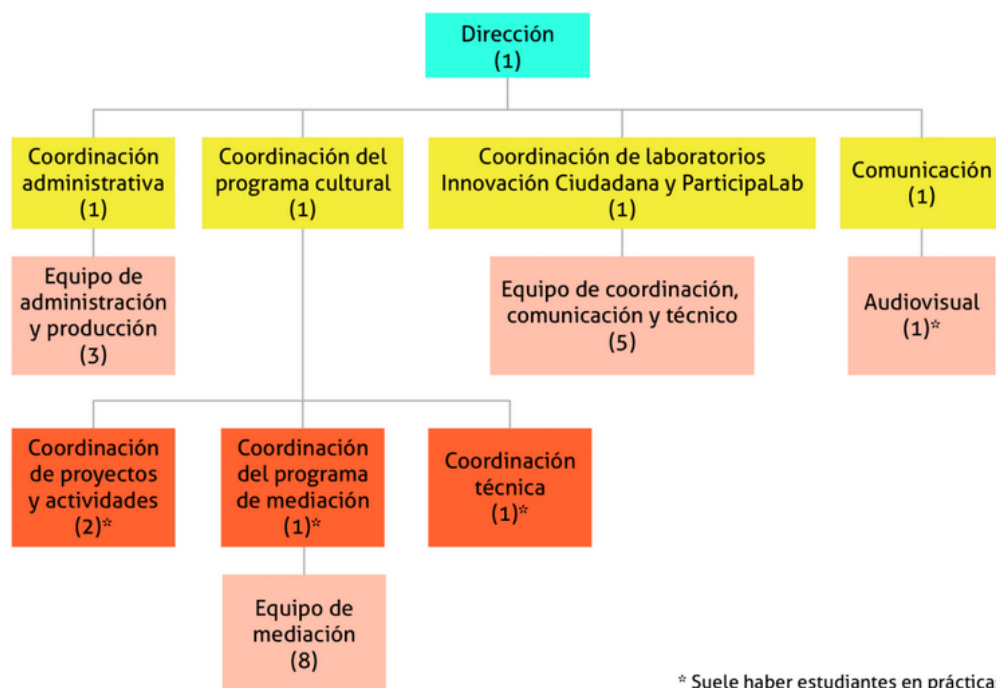 Dirección
(1)
Coordinación
administrativa
(1)
Coordinación del
programa cultural
(1)
Coordinación de laboratorios
Innovación Ciudadana y ParticipaLab
(1)
Comunicación
(1)
Equipo de
administración
y producción
(3)
Equipo de coordinación,
comunicación y técnico
(5)
Audiovisual
(1)*
Coordinación
de proyectos
y actividades
(2)*
Coordinación
del programa
de mediación
(1)*
Coordinación
técnica
(1)*
Equipo de
mediación
(8)
* Suele haber estudiantes en prácticas